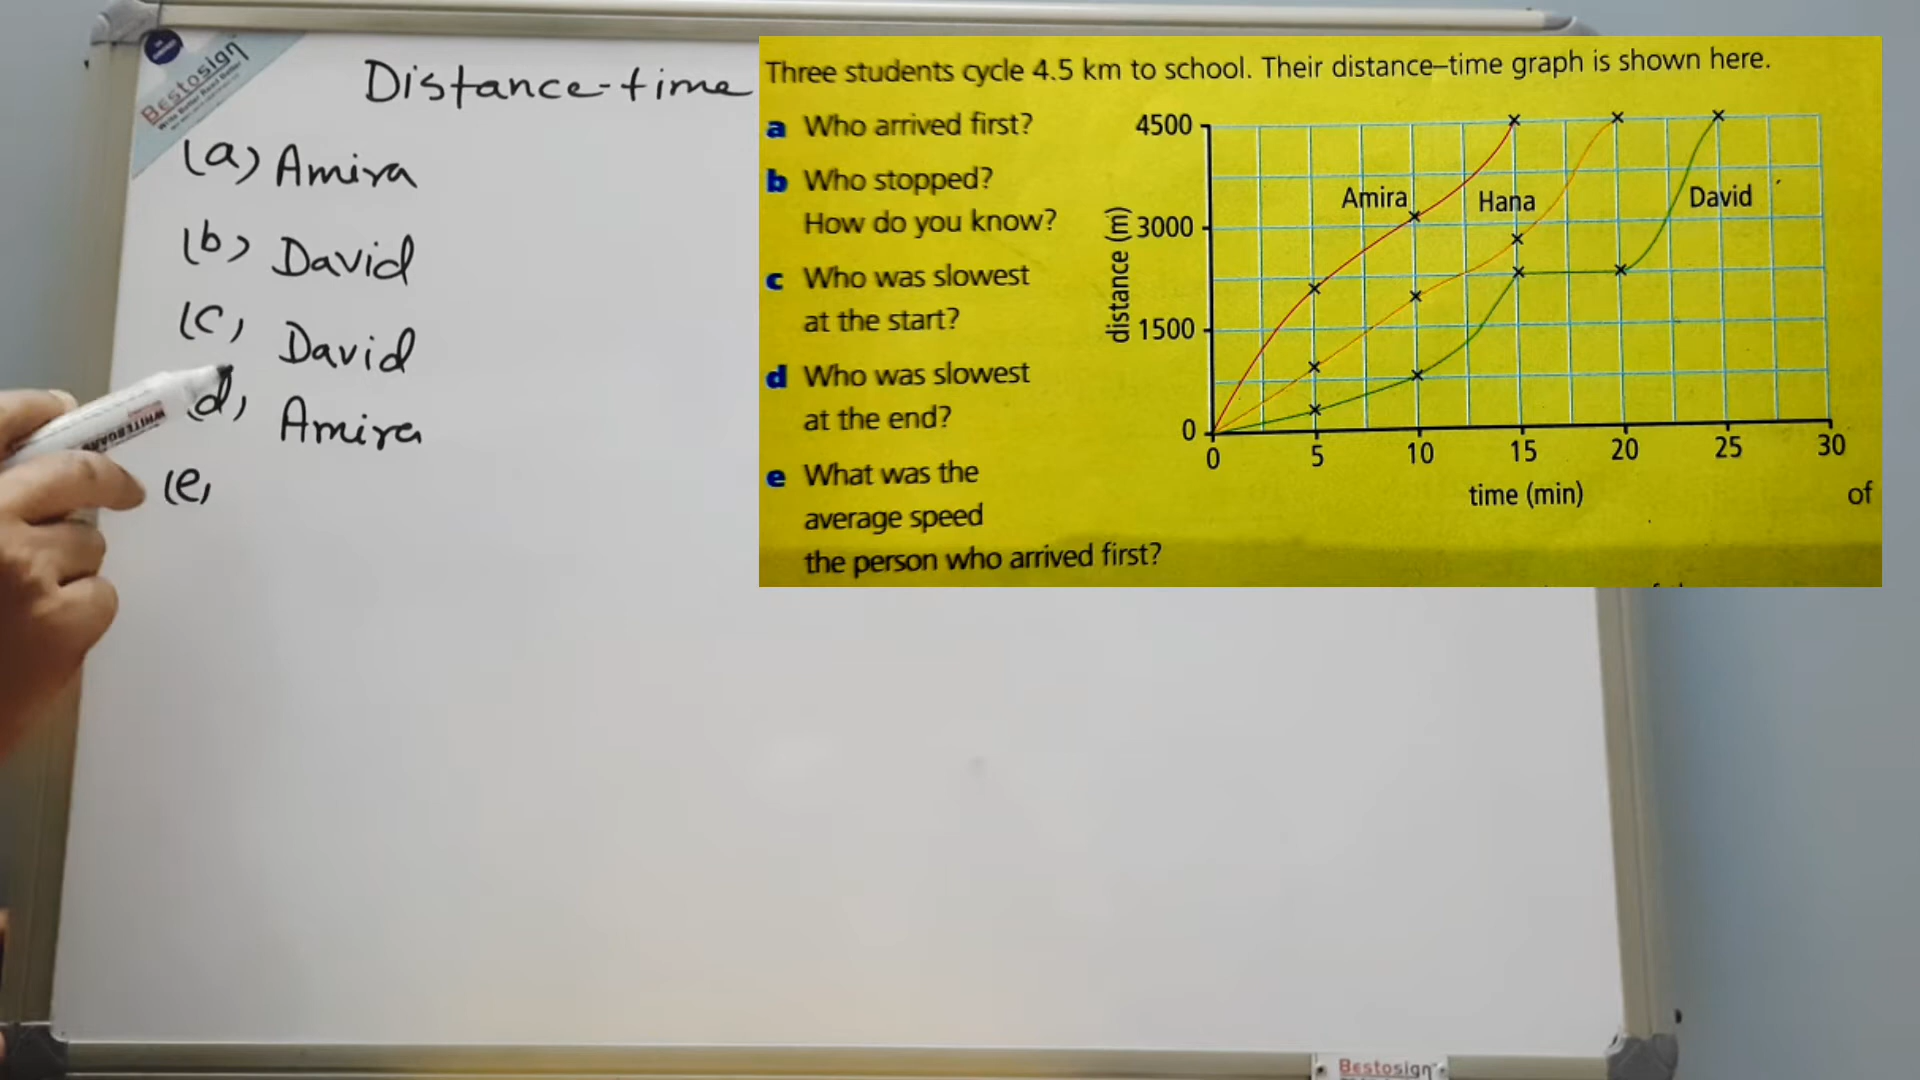 Bestosign
Distance-time
(a) Amira
(b) David
(c) David
(d) Amira
(e)
WHITEBOARD
Three students cycle 4.5 km to school. Their distance–time graph is shown here.
a Who arrived first?
b Who stopped?
How do you know?
c Who was slowest
at the start?
d Who was slowest
at the end?
e What was the
average speed
of
the person who arrived first?
distance (m)
4500
3000
1500
0
Amira
Hana
David
0 5 10 15 20 25 30
time (min)
Bestosign